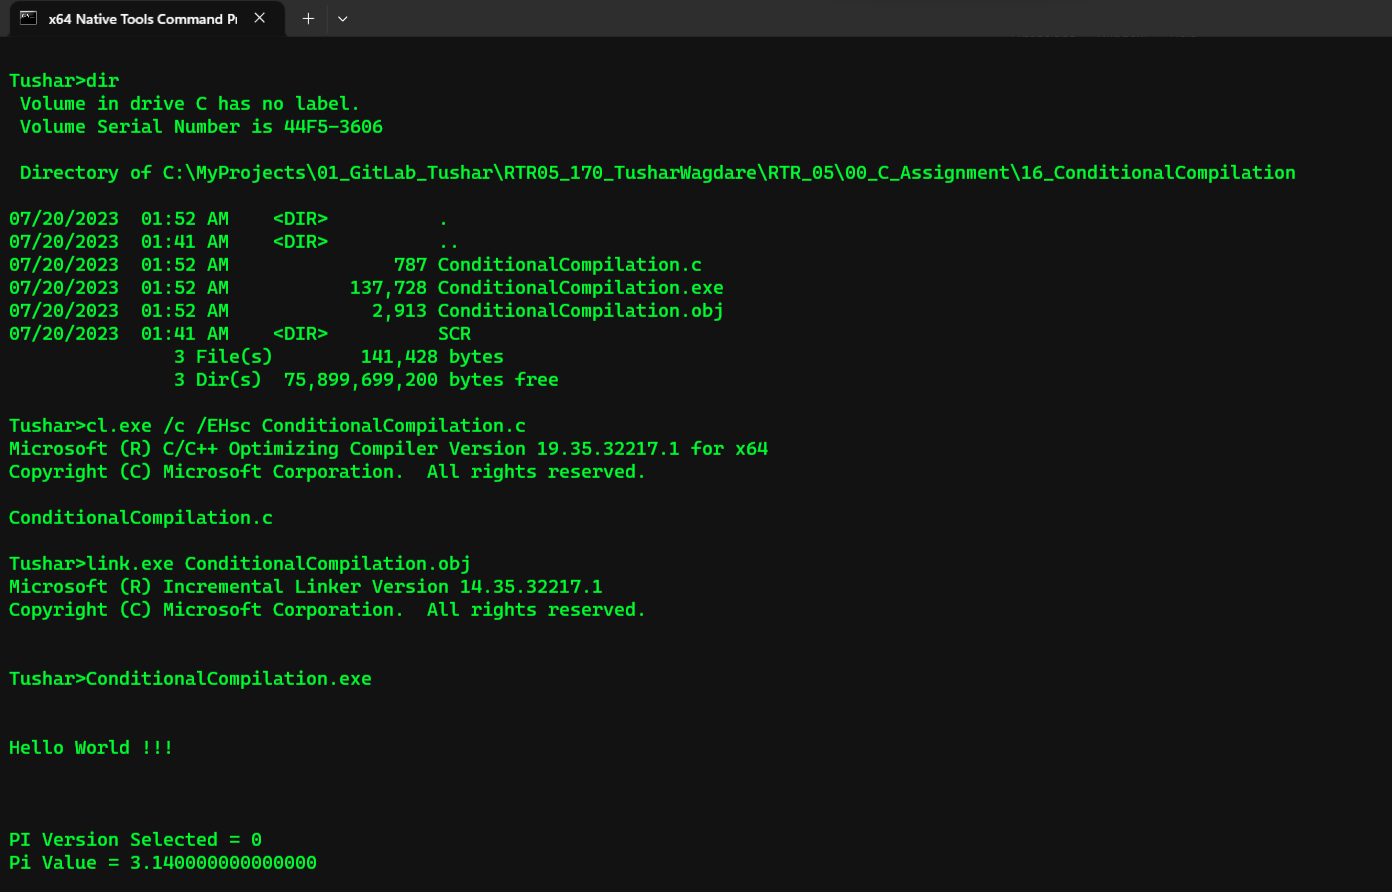 x64 Native Tools Command P
Tushar>dir
 Volume in drive C has no label.
 Volume Serial Number is 44F5-3606
 Directory of C:\MyProjects\01_GitLab_Tushar\RTR05_170_TusharWagdare\RTR_05\00_C_Assignment\16_ConditionalCompilation
07/20/2023  01:52 AM    <DIR>          .
07/20/2023  01:41 AM    <DIR>          ..
07/20/2023  01:52 AM               787 ConditionalCompilation.c
07/20/2023  01:52 AM           137,728 ConditionalCompilation.exe
07/20/2023  01:52 AM             2,913 ConditionalCompilation.obj
07/20/2023  01:41 AM    <DIR>          SCR
               3 File(s)        141,428 bytes
               3 Dir(s)  75,899,699,200 bytes free
Tushar>cl.exe /c /EHsc ConditionalCompilation.c
Microsoft (R) C/C++ Optimizing Compiler Version 19.35.32217.1 for x64
Copyright (C) Microsoft Corporation.  All rights reserved.
ConditionalCompilation.c
Tushar>link.exe ConditionalCompilation.obj
Microsoft (R) Incremental Linker Version 14.35.32217.1
Copyright (C) Microsoft Corporation.  All rights reserved.
Tushar>ConditionalCompilation.exe
Hello World !!!
PI Version Selected = 0
Pi Value = 3.140000000000000